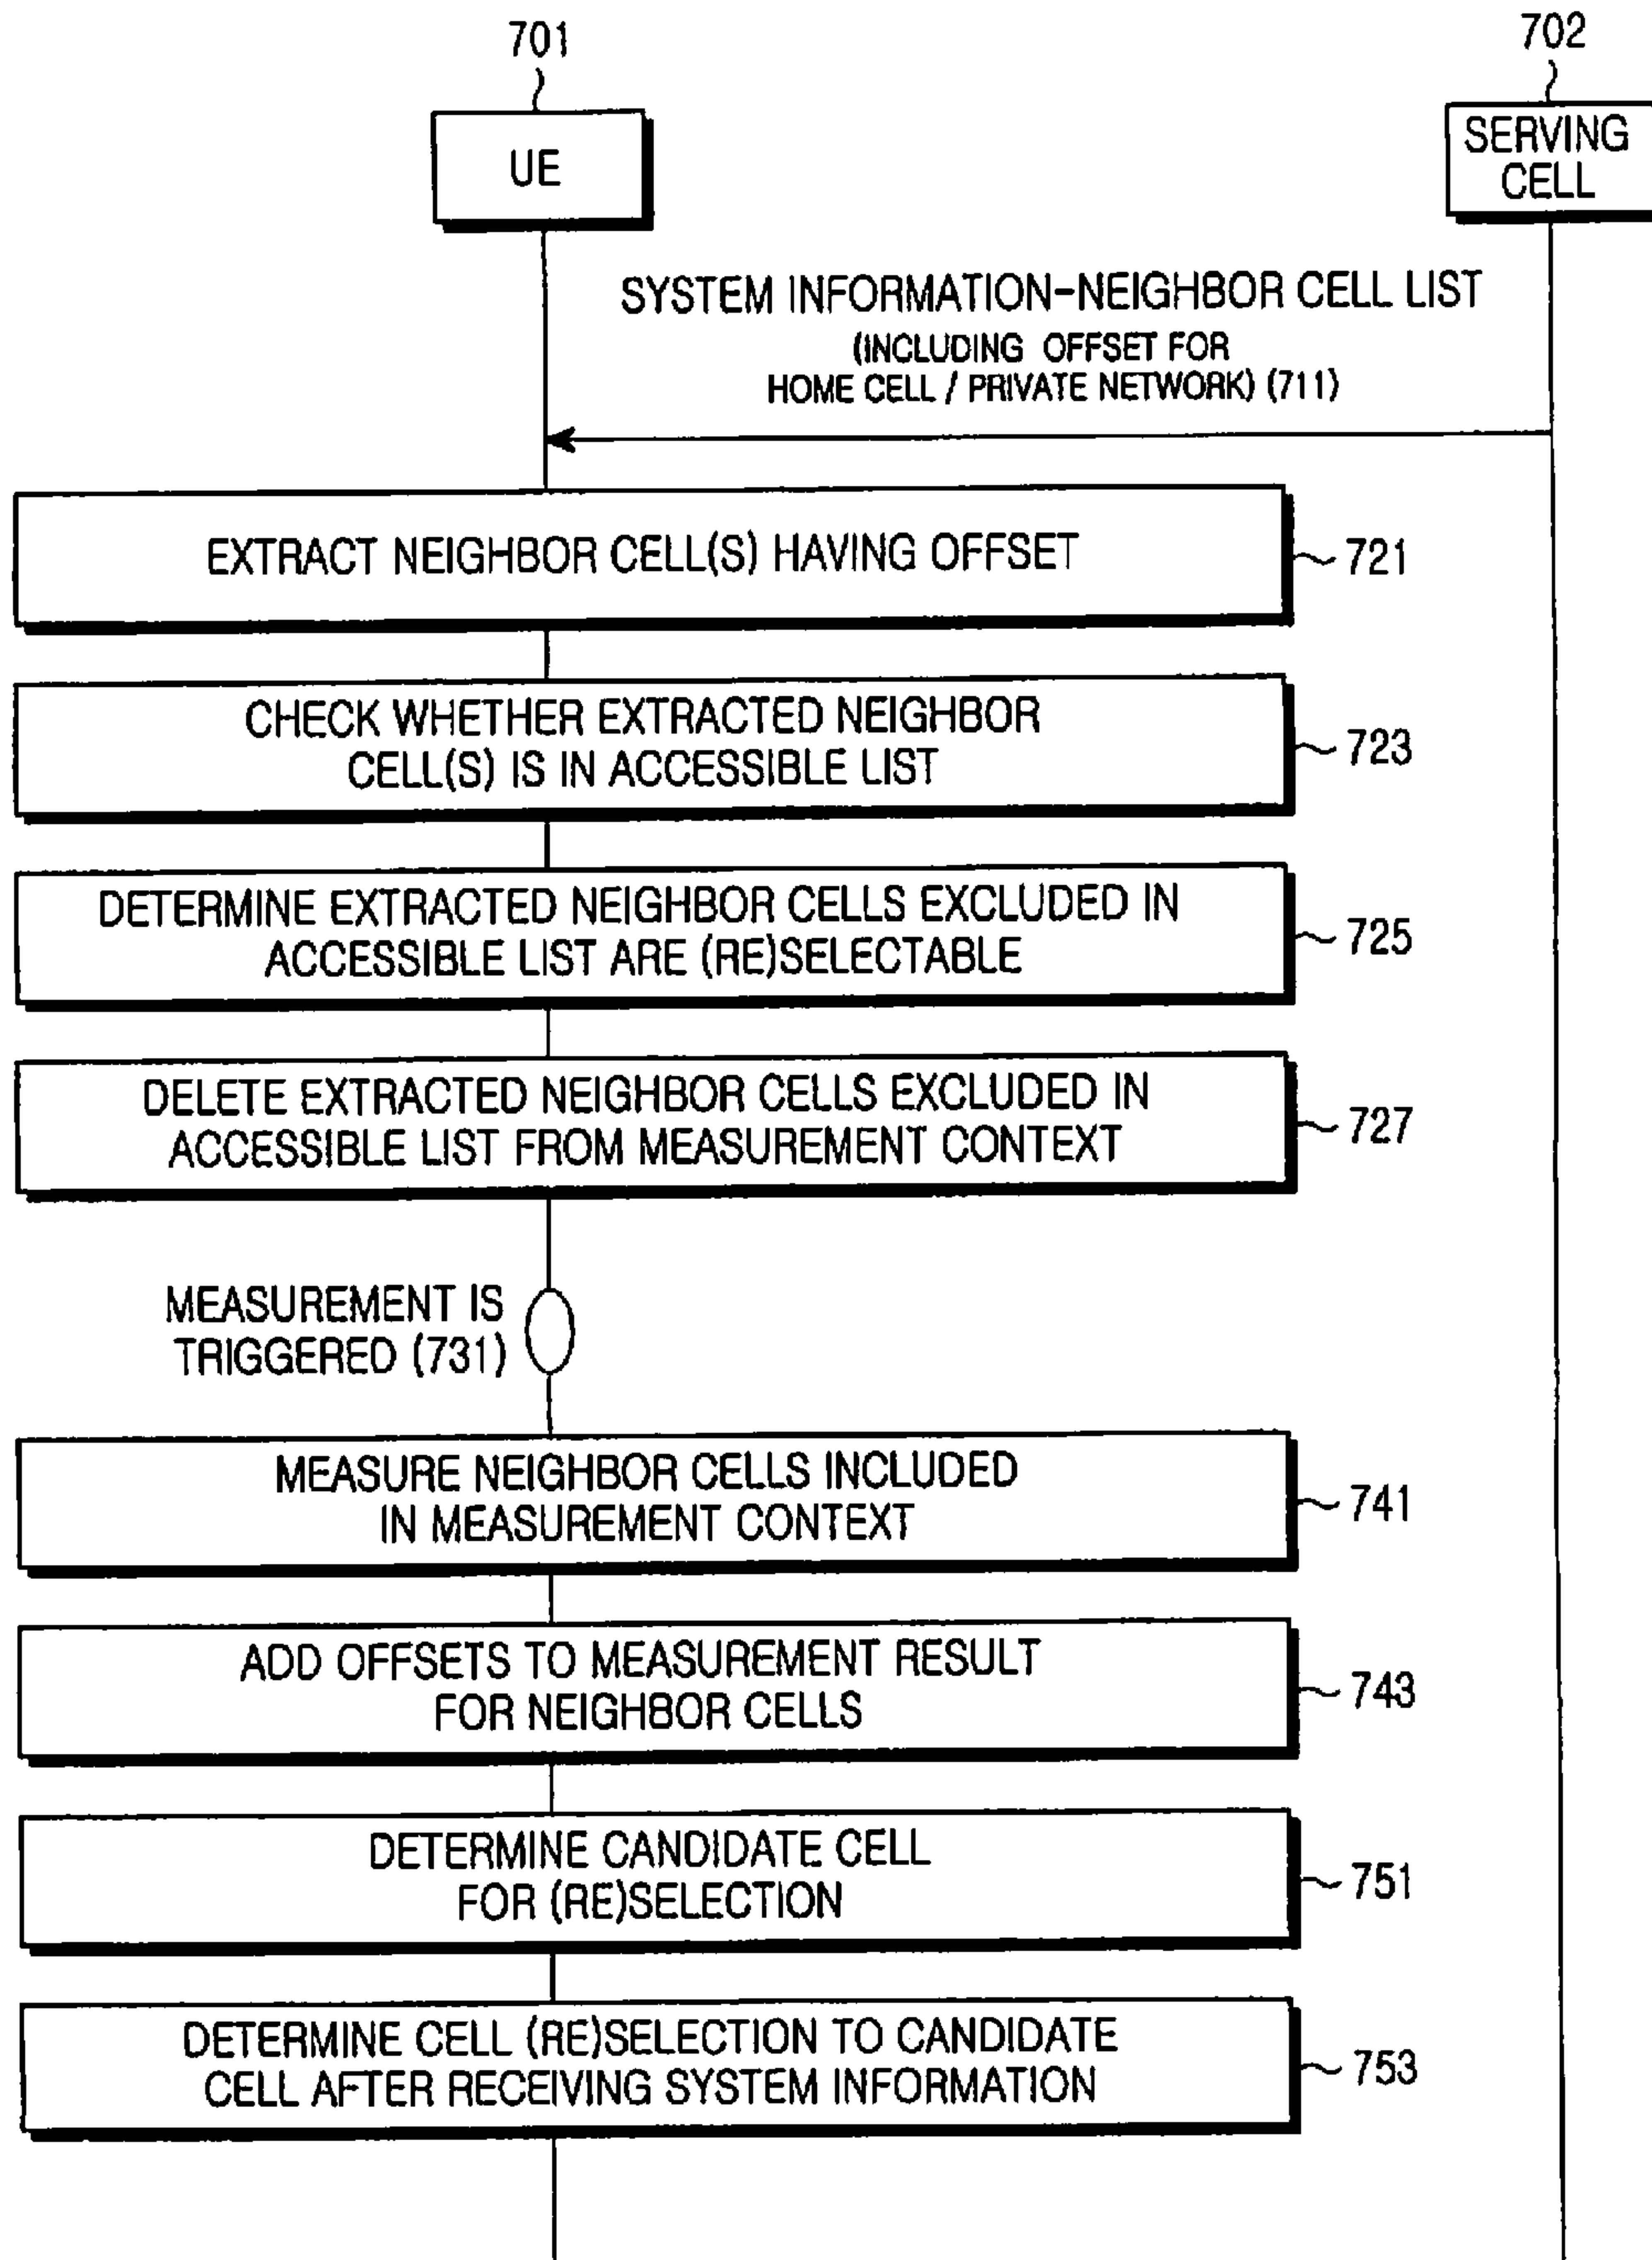 701
702
UE
SERVING
CELL
SYSTEM INFORMATION-NEIGHBOR CELL LIST
(INCLUDING OFFSET FOR
HOME CELL / PRIVATE NETWORK) (711)
EXTRACT NEIGHBOR CELL(S) HAVING OFFSET
721
CHECK WHETHER EXTRACTED NEIGHBOR
CELL(S) IS IN ACCESSIBLE LIST
723
DETERMINE EXTRACTED NEIGHBOR CELLS EXCLUDED IN
ACCESSIBLE LIST ARE (RE)SELECTABLE
725
DELETE EXTRACTED NEIGHBOR CELLS EXCLUDED IN
ACCESSIBLE LIST FROM MEASUREMENT CONTEXT
727
MEASUREMENT IS
TRIGGERED (731)
MEASURE NEIGHBOR CELLS INCLUDED
IN MEASUREMENT CONTEXT
741
ADD OFFSETS TO MEASUREMENT RESULT
FOR NEIGHBOR CELLS
743
DETERMINE CANDIDATE CELL
FOR (RE)SELECTION
751
DETERMINE CELL (RE)SELECTION TO CANDIDATE
CELL AFTER RECEIVING SYSTEM INFORMATION
753